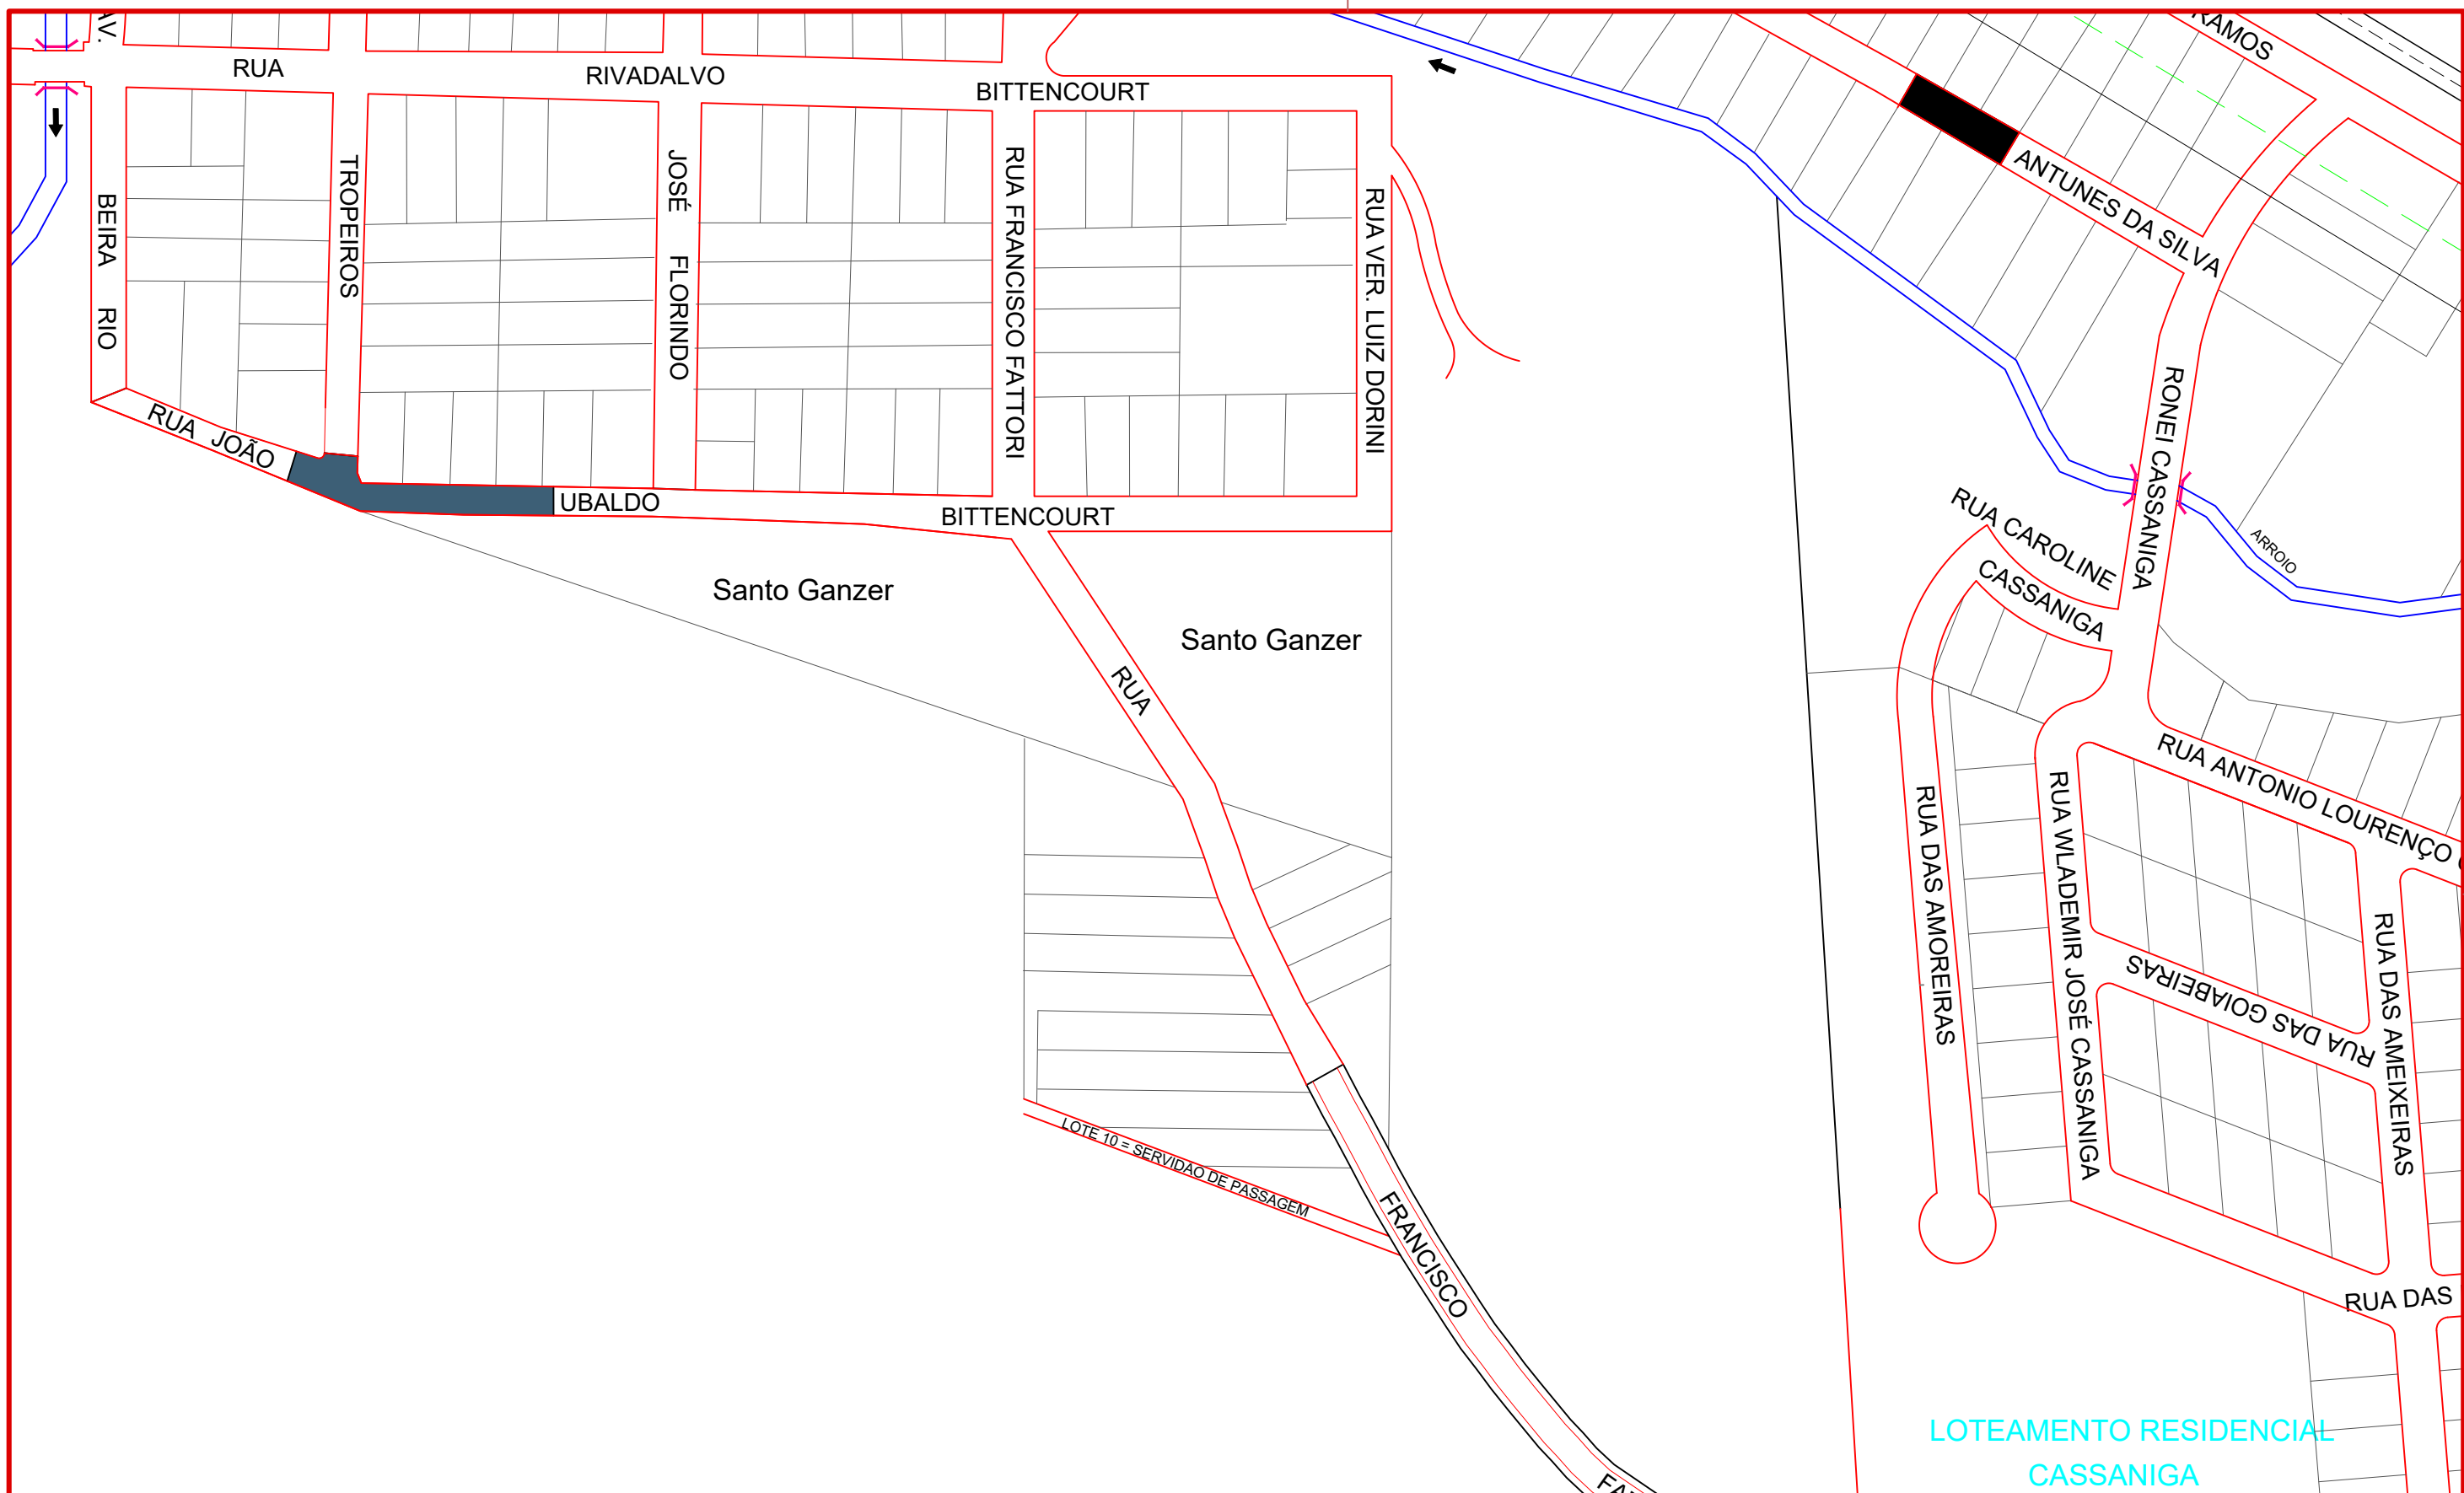 AV.
RAMOS
RUA
RIVADALVO
BITTENCOURT
BEIRA RIO
TROPEIROS
JOSÉ FLORINDO
RUA FRANCISCO FATTORI
RUA VER. LUIZ DORINI
ANTUNES DA SILVA
RUA JOÃO
UBALDO
BITTENCOURT
RONEI CASSANIGA
RUA CAROLINE
CASSANIGA
ARROIO
Santo Ganzer
Santo Ganzer
RUA
RUA ANTONIO LOURENÇO
RUA DAS AMOREIRAS
RUA WLADEMIR JOSÉ CASSANIGA
RUA DAS GOIABEIRAS
RUA DAS AMEIXEIRAS
LOTE 10 = SERVIDAO DE PASSAGEM
FRANCISCO
RUA DAS
LOTEAMENTO RESIDENCIAL
CASSANIGA